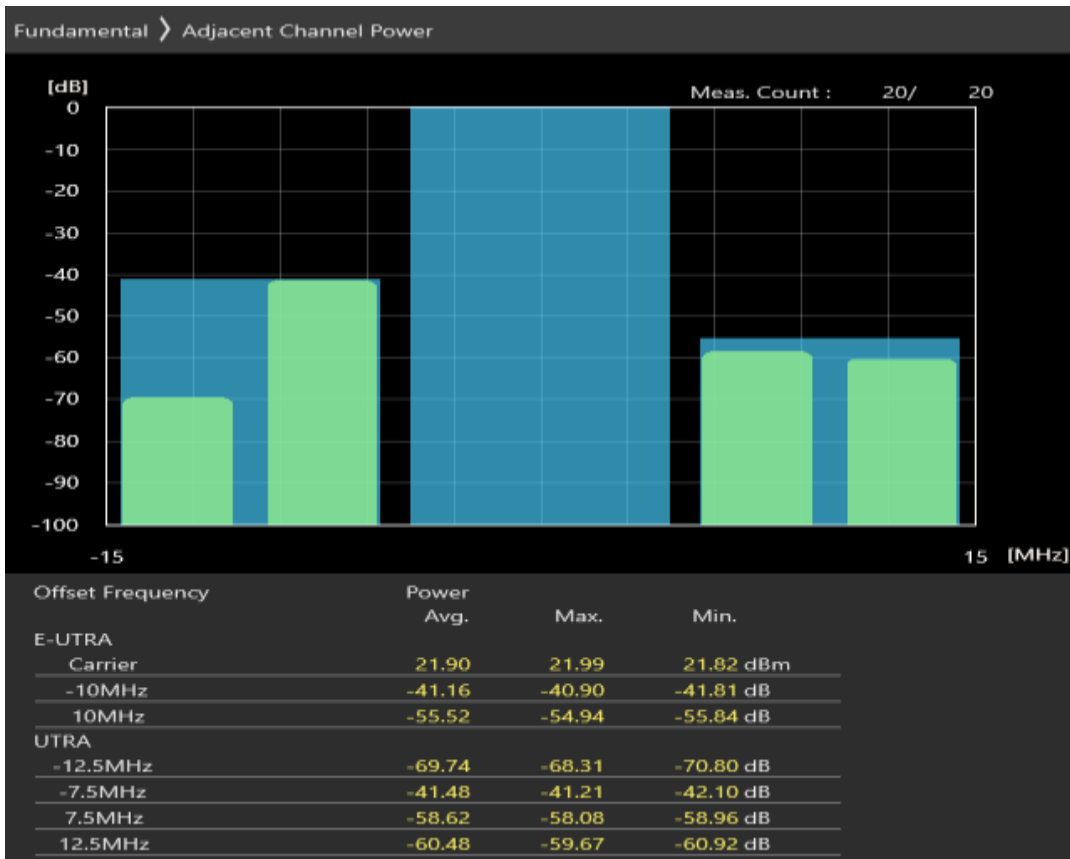 Fundamental 〉 Adjacent Channel Power
[dB]
Meas. Count : 20/ 20
0
-10
-20
-30
-40
-50
-60
-70
-80
-90
-100
-15 15 [MHz]
Offset Frequency Power
Avg. Max. Min.
E-UTRA
Carrier 21.90 21.99 21.82 dBm
-10MHz -41.16 -40.90 -41.81 dB
10MHz -55.52 -54.94 -55.84 dB
UTRA
-12.5MHz -69.74 -68.31 -70.80 dB
-7.5MHz -41.48 -41.21 -42.10 dB
7.5MHz -58.62 -58.08 -58.96 dB
12.5MHz -60.48 -59.67 -60.92 dB